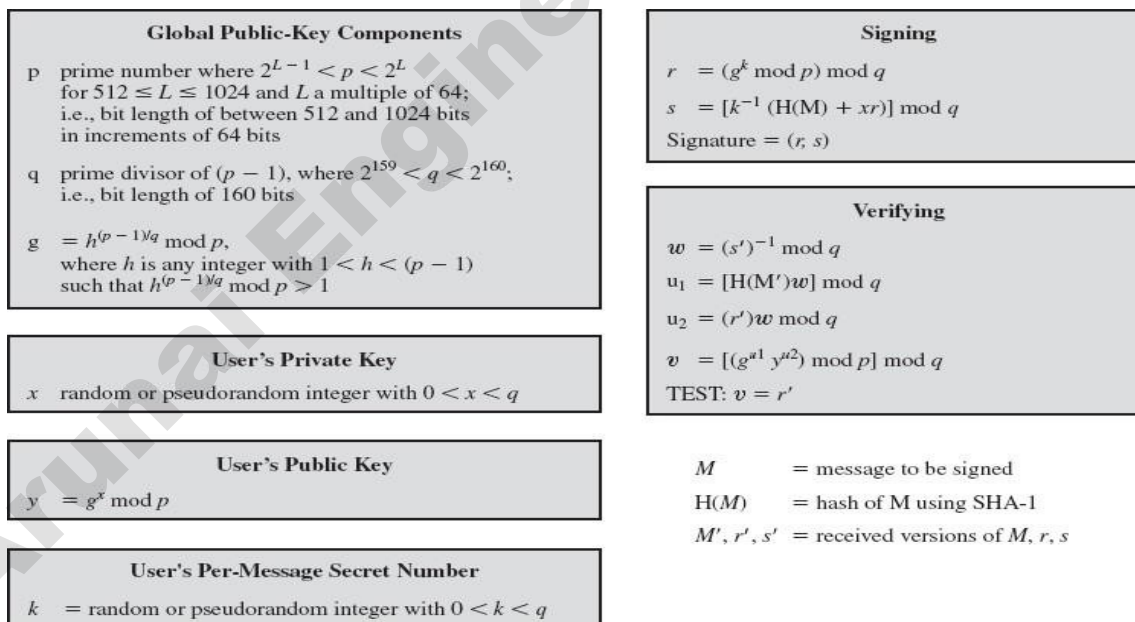 Global Public-Key Components
p prime number where 2^{L – 1} < p < 2^L
for 512 ≤ L ≤ 1024 and L a multiple of 64;
i.e., bit length of between 512 and 1024 bits
in increments of 64 bits
q prime divisor of (p – 1), where 2^{159} < q < 2^{160};
i.e., bit length of 160 bits
g = h^{(p – 1)/q} mod p,
where h is any integer with 1 < h < (p – 1)
such that h^{(p – 1)/q} mod p > 1
User's Private Key
x random or pseudorandom integer with 0 < x < q
User's Public Key
y = g^x mod p
User's Per-Message Secret Number
k = random or pseudorandom integer with 0 < k < q
Signing
r = (g^k mod p) mod q
s = [k^{–1} (H(M) + xr)] mod q
Signature = (r, s)
Verifying
w = (s')^{–1} mod q
u_1 = [H(M')w] mod q
u_2 = (r')w mod q
v = [(g^{u1} y^{u2}) mod p] mod q
TEST: v = r'
M = message to be signed
H(M) = hash of M using SHA-1
M', r', s' = received versions of M, r, s
Arunai Engine